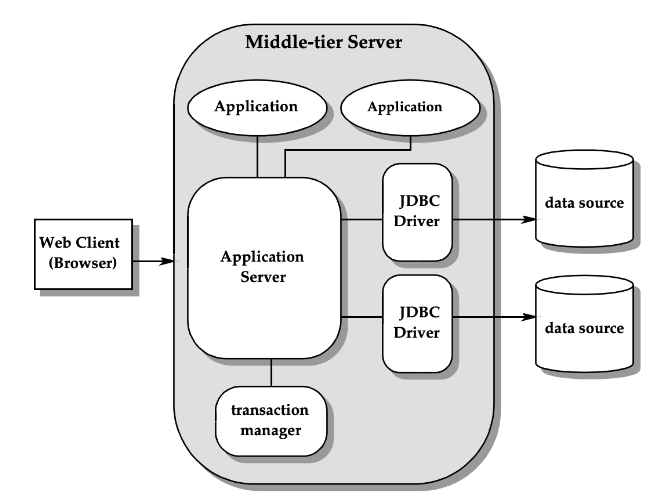 Middle-tier Server
Application
Application
JDBC
Driver
data source
Web Client
(Browser)
Application
Server
JDBC
Driver
data source
transaction
manager